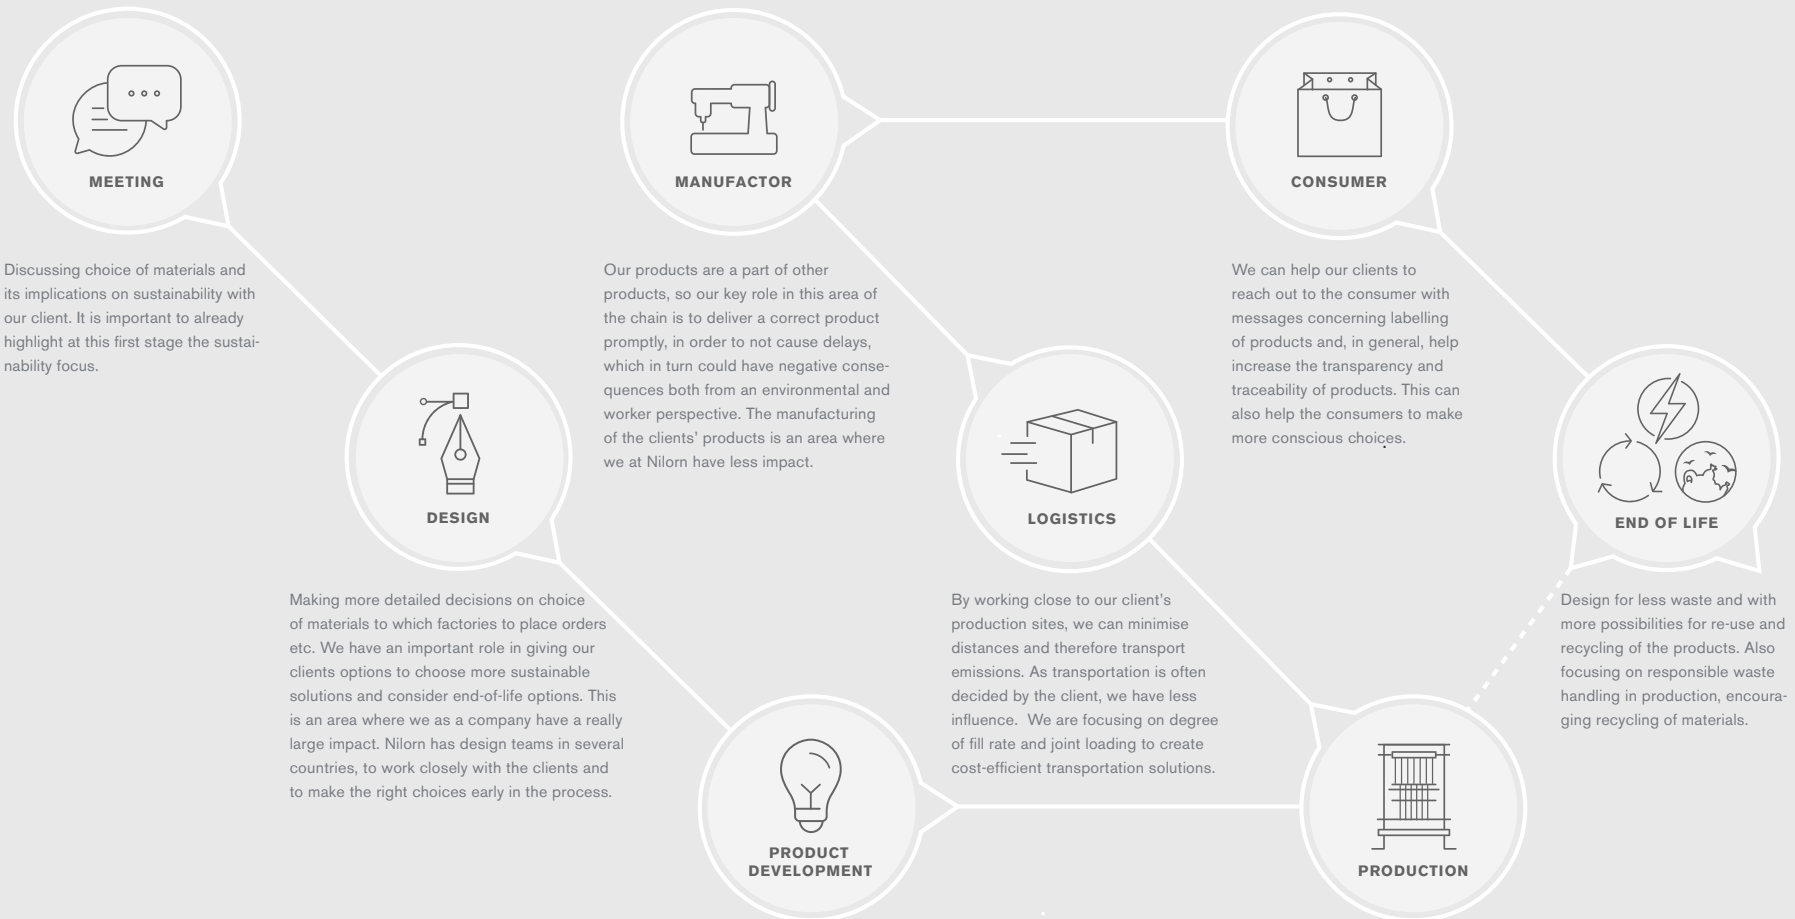 MEETING
Discussing choice of materials and
its implications on sustainability with
our client. It is important to already
highlight at this first stage the sustai-
nability focus.
DESIGN
Making more detailed decisions on choice
of materials to which factories to place orders
etc. We have an important role in giving our
clients options to choose more sustainable
solutions and consider end-of-life options. This
is an area where we as a company have a really
large impact. Nilorn has design teams in several
countries, to work closely with the clients and
to make the right choices early in the process.
PRODUCT
DEVELOPMENT
PRODUCTION
LOGISTICS
By working close to our client's
production sites, we can minimise
distances and therefore transport
emissions. As transportation is often
decided by the client, we have less
influence.  We are focusing on degree
of fill rate and joint loading to create
cost-efficient transportation solutions.
MANUFACTOR
Our products are a part of other
products, so our key role in this area of
the chain is to deliver a correct product
promptly, in order to not cause delays,
which in turn could have negative conse-
quences both from an environmental and
worker perspective. The manufacturing
of the clients' products is an area where
we at Nilorn have less impact.
CONSUMER
We can help our clients to
reach out to the consumer with
messages concerning labelling
of products and, in general, help
increase the transparency and
traceability of products. This can
also help the consumers to make
more conscious choices.
END OF LIFE
Design for less waste and with
more possibilities for re-use and
recycling of the products. Also
focusing on responsible waste
handling in production, encoura-
ging recycling of materials.